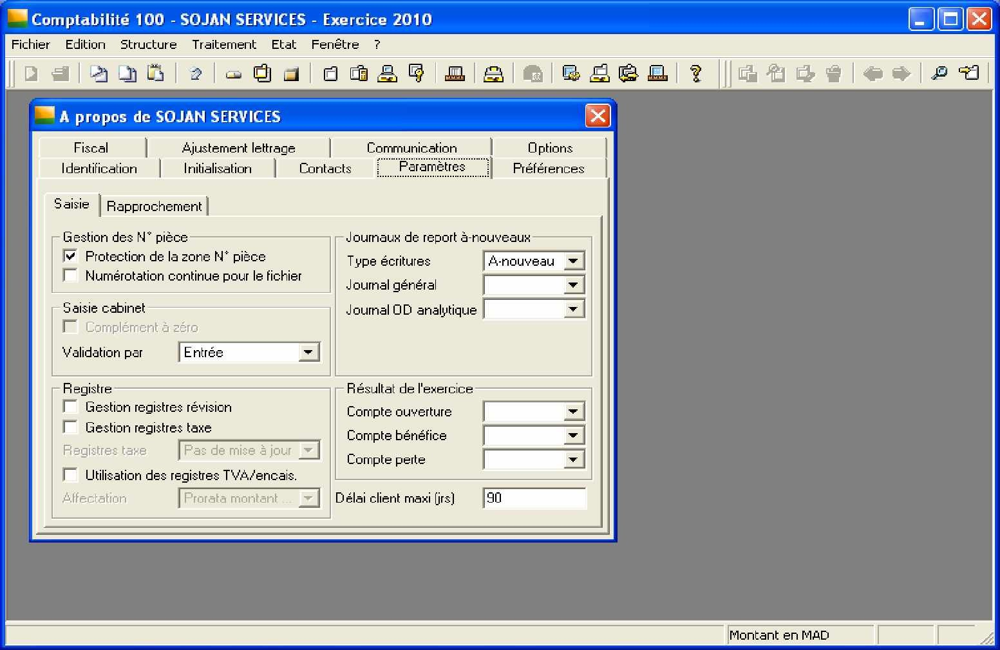 Comptabilité 100 - SOJAN SERVICES - Exercice 2010
Fichier Edition Structure Traitement Etat Fenêtre ?
A propos de SOJAN SERVICES
Fiscal Ajustement lettrage Communication Options
Identification Initialisation Contacts Paramètres Préférences
Saisie Rapprochement
Gestion des N° pièce
Protection de la zone N° pièce
Numérotation continue pour le fichier
Saisie cabinet
Complément à zéro
Validation par Entrée
Journaux de report à-nouveaux
Type écritures A-nouveau
Journal général
Journal OD analytique
Registre
Gestion registres révision
Gestion registres taxe
Registres taxe Pas de mise à jour
Utilisation des registres TVA/encais.
Affectation Prorata montant ...
Résultat de l'exercice
Compte ouverture
Compte bénéfice
Compte perte
Délai client maxi (jrs) 90
Montant en MAD